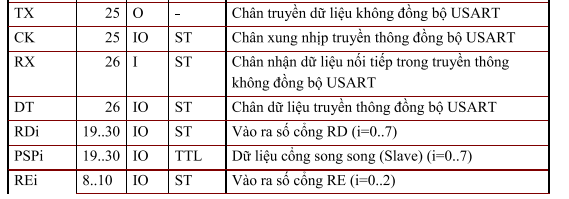 TX 25 O - Chân truyền dữ liệu không đồng bộ USART
CK 25 IO ST Chân xung nhịp truyền thông đồng bộ USART
RX 26 I ST Chân nhận dữ liệu nối tiếp trong truyền thông
không đồng bộ USART
DT 26 IO ST Chân dữ liệu truyền thông đồng bộ USART
RDi 19..30 IO ST Vào ra số cổng RD (i=0..7)
PSPi 19..30 IO TTL Dữ liệu cổng song song (Slave) (i=0..7)
REi 8..10 IO ST Vào ra số cổng RE (i=0..2)